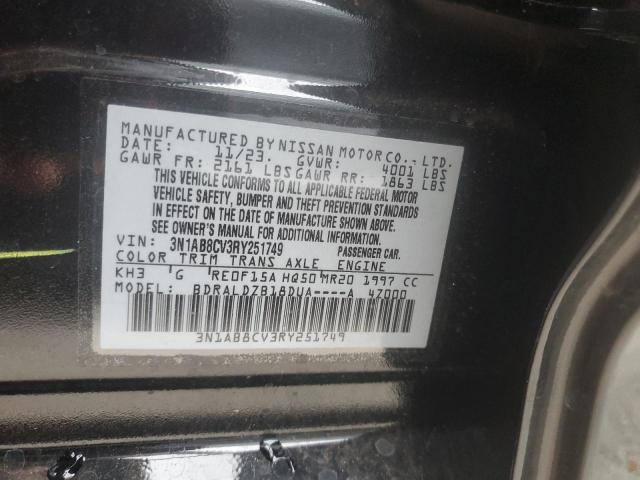 MANUFACTURED BY NISSAN MOTOR CO., LTD.
DATE: 11/23. GVWR: 4001 LBS
GAWR FR: 2161 LBS GAWR RR: 1863 LBS
THIS VEHICLE CONFORMS TO ALL APPLICABLE FEDERAL MOTOR
VEHICLE SAFETY, BUMPER AND THEFT PREVENTION STANDARDS
IN EFFECT ON THE DATE OF MANUFACTURE SHOWN ABOVE.
SEE OWNER'S MANUAL FOR ADDITIONAL INFORMATION
VIN: 3N1AB8CV3RY251749 PASSENGER CAR.
COLOR TRIM TRANS AXLE ENGINE
KH3 G RE0F15A HQ50 MR20 1997 CC
MODEL: BDRALDZB18DUA----A 47000
3N1AB8CV3RY251749